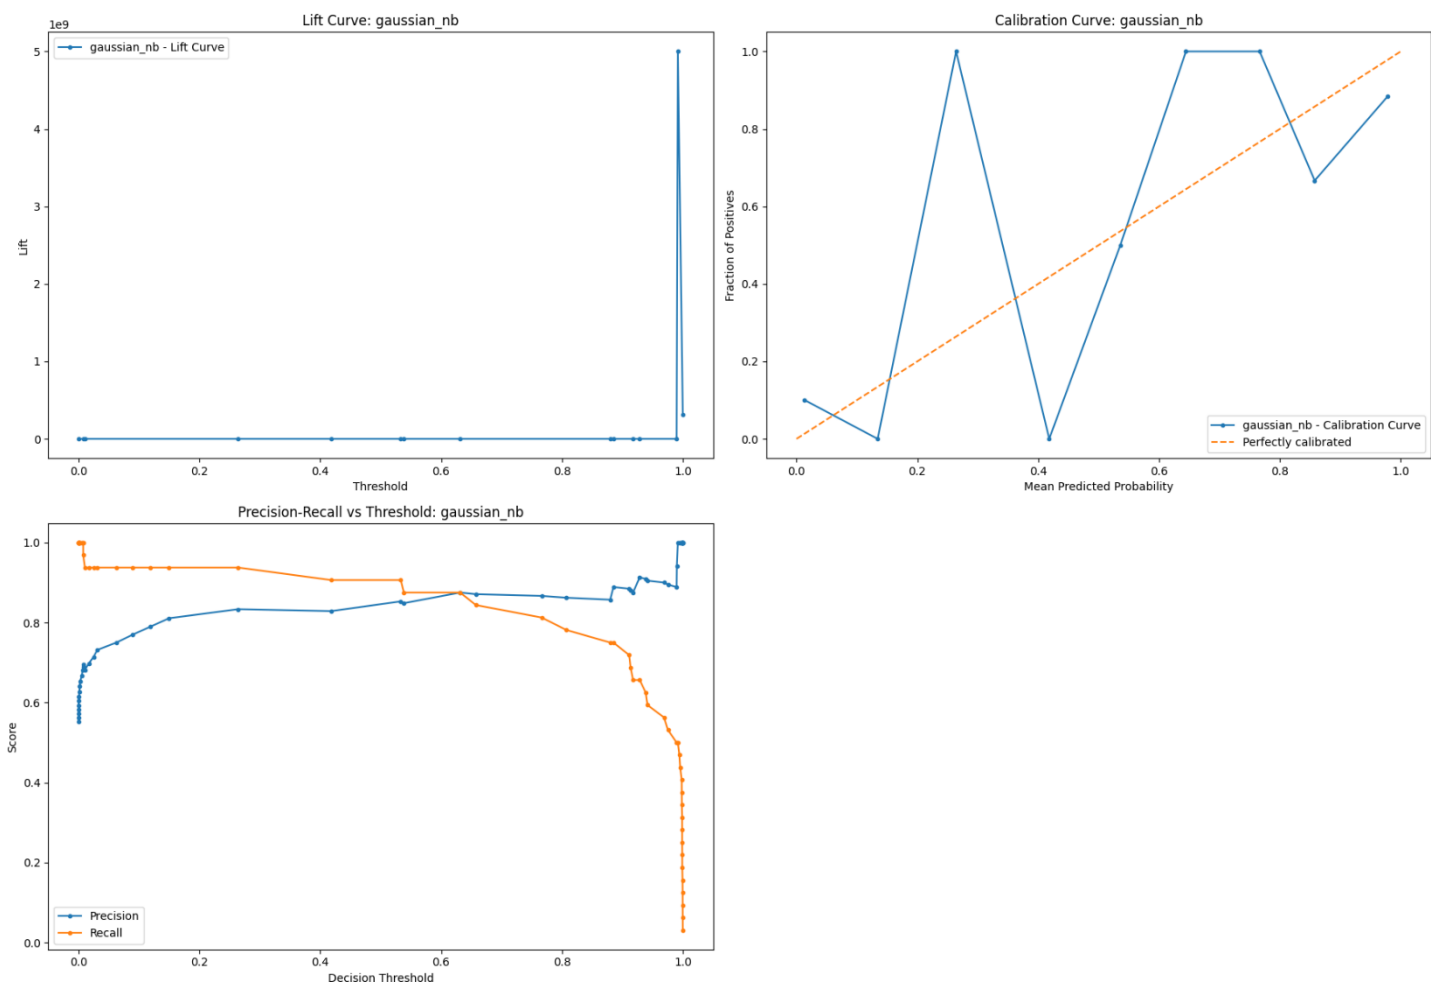 Lift Curve: gaussian_nb
1e9
gaussian_nb - Lift Curve
5
4
3
2
1
0
Lift
0.0 0.2 0.4 0.6 0.8 1.0
Threshold
Calibration Curve: gaussian_nb
1.0
0.8
0.6
0.4
0.2
0.0
Fraction of Positives
gaussian_nb - Calibration Curve
Perfectly calibrated
0.0 0.2 0.4 0.6 0.8 1.0
Mean Predicted Probability
Precision-Recall vs Threshold: gaussian_nb
1.0
0.8
0.6
0.4
0.2
0.0
Score
Precision
Recall
0.0 0.2 0.4 0.6 0.8 1.0
Decision Threshold